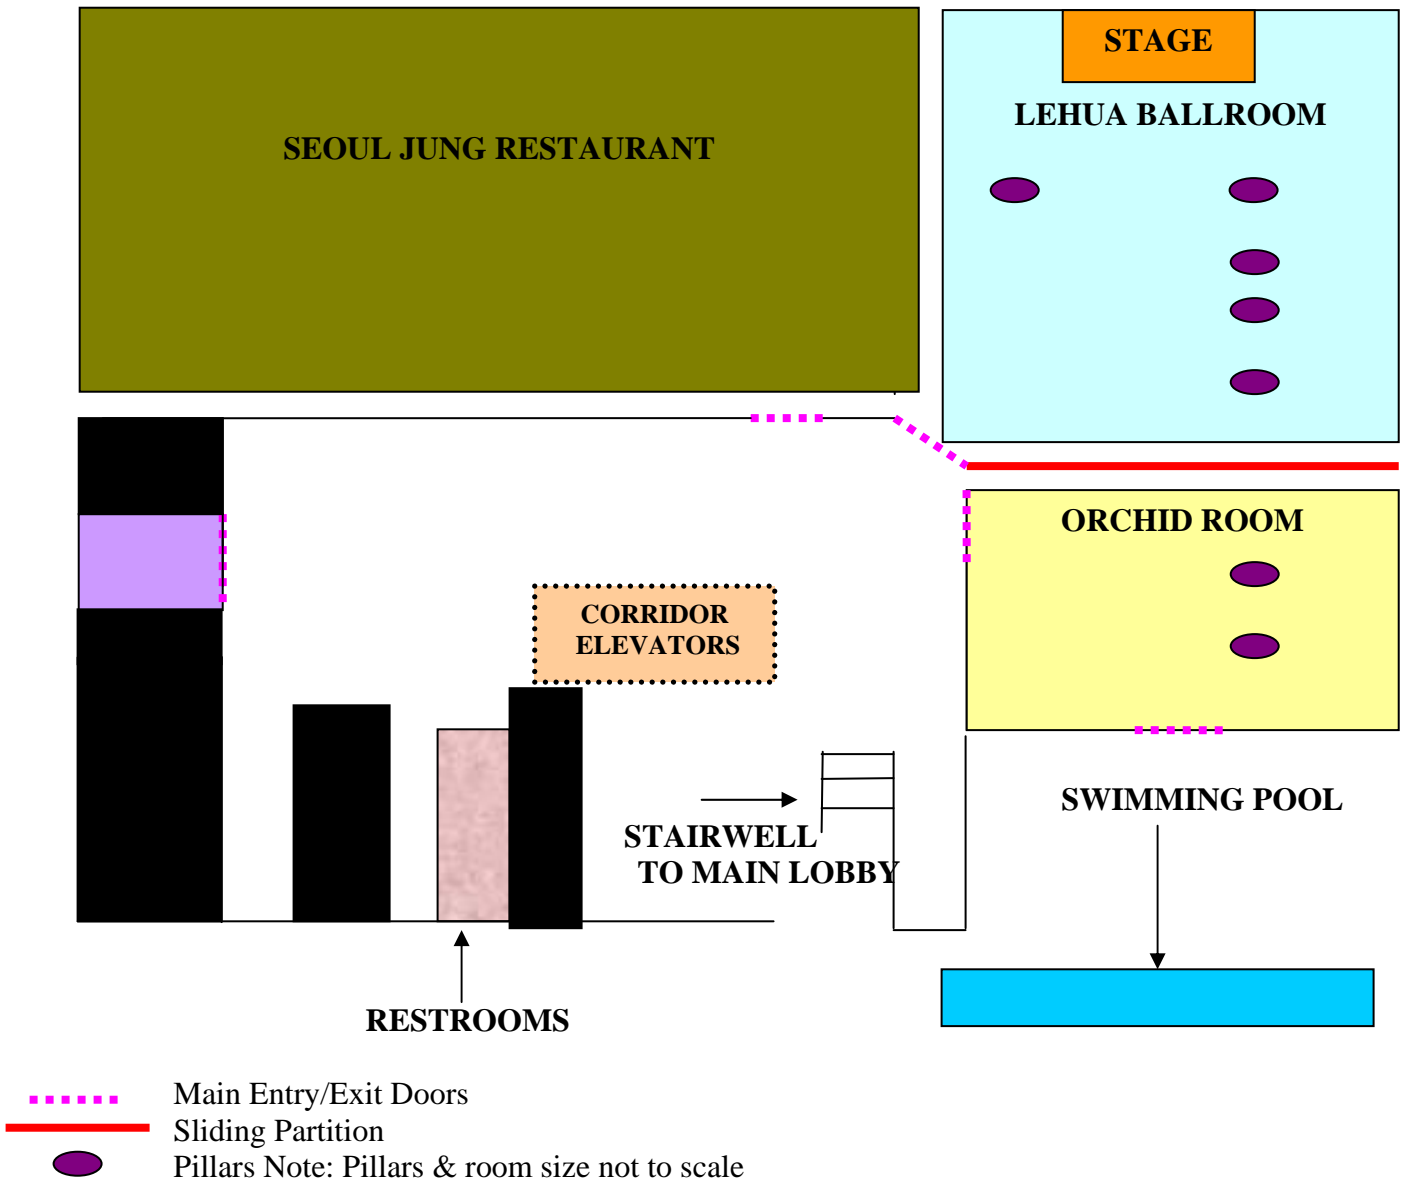 STAGE
LEHUA BALLROOM
SEOUL JUNG RESTAURANT
ORCHID ROOM
CORRIDOR
ELEVATORS
SWIMMING POOL
STAIRWELL
TO MAIN LOBBY
RESTROOMS
Main Entry/Exit Doors
Sliding Partition
Pillars Note: Pillars & room size not to scale